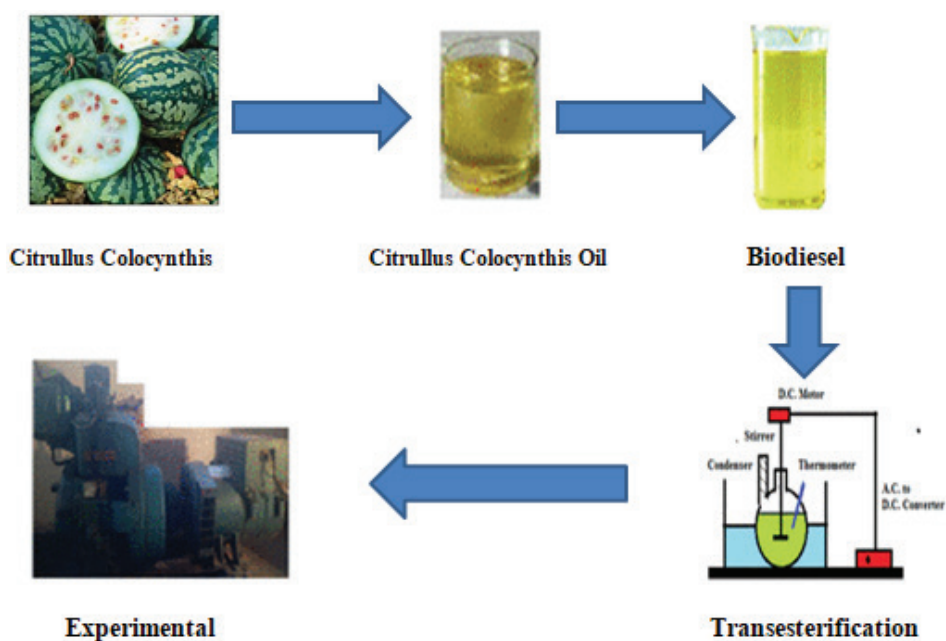 Citrullus Colocynthis
Citrullus Colocynthis Oil
Biodiesel
D.C. Motor
Stirrer
Condenser
Thermometer
A.C. to
D.C. Converter
Experimental
Transesterification